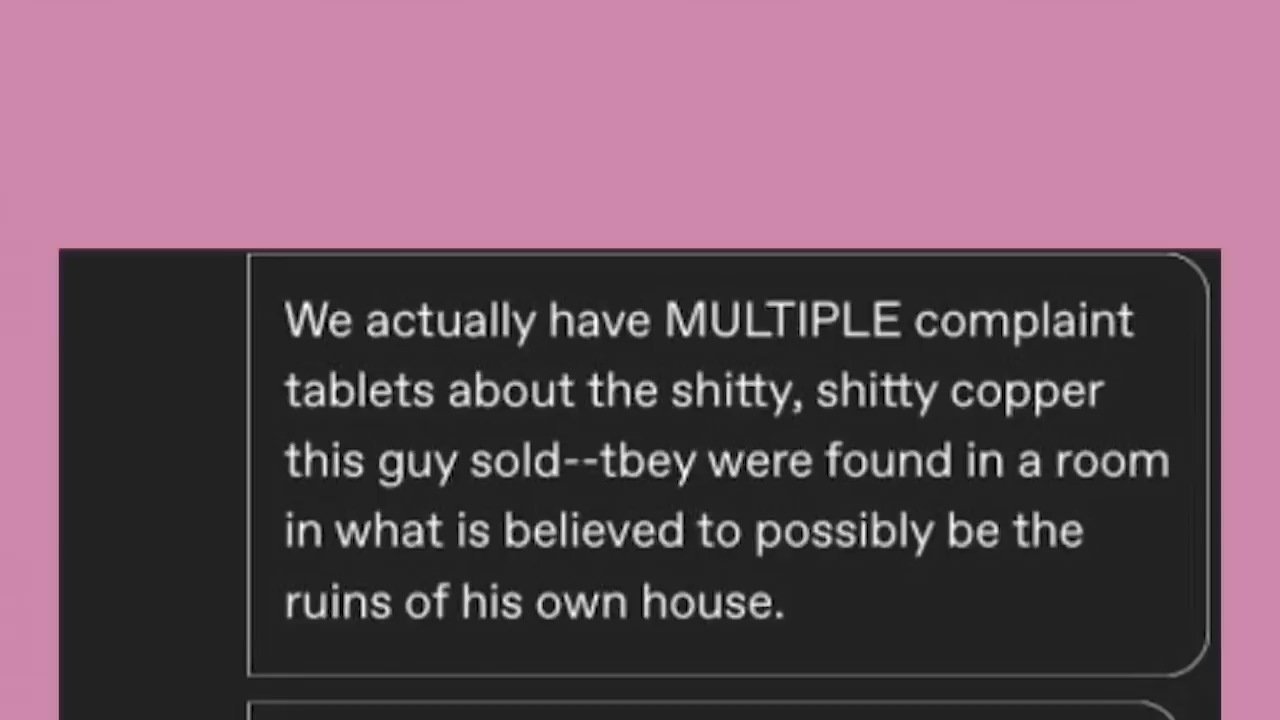 We actually have MULTIPLE complaint
tablets about the shitty, shitty copper
this guy sold--tbey were found in a room
in what is believed to possibly be the
ruins of his own house.